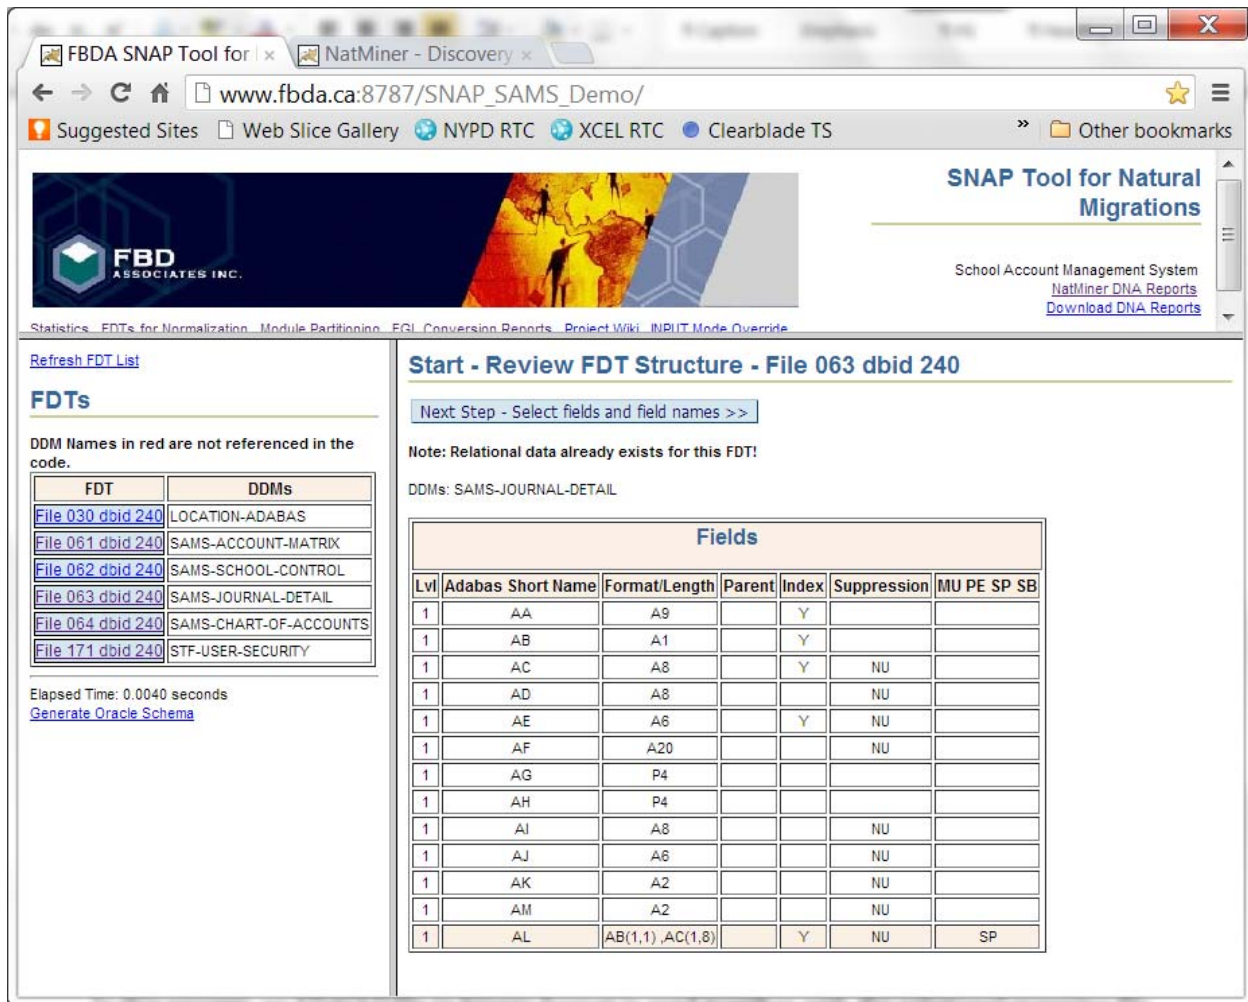 FBDA SNAP Tool for
NatMiner - Discovery
www.fbda.ca:8787/SNAP_SAMS_Demo/
Suggested Sites Web Slice Gallery NYPD RTC XCEL RTC Clearblade TS » Other bookmarks
FBD
ASSOCIATES INC.
SNAP Tool for Natural
Migrations
School Account Management System
NatMiner DNA Reports
Download DNA Reports
Statistics FDTs for Normalization Module Partitioning EGL Conversion Reports Project Wiki INPUT Mode Override
Refresh FDT List
FDTs
DDM Names in red are not referenced in the
code.
FDT DDMs
File 030 dbid 240 LOCATION-ADABAS
File 061 dbid 240 SAMS-ACCOUNT-MATRIX
File 062 dbid 240 SAMS-SCHOOL-CONTROL
File 063 dbid 240 SAMS-JOURNAL-DETAIL
File 064 dbid 240 SAMS-CHART-OF-ACCOUNTS
File 171 dbid 240 STF-USER-SECURITY
Elapsed Time: 0.0040 seconds
Generate Oracle Schema
Start - Review FDT Structure - File 063 dbid 240
Next Step - Select fields and field names >>
Note: Relational data already exists for this FDT!
DDMs: SAMS-JOURNAL-DETAIL
Fields
Lvl Adabas Short Name Format/Length Parent Index Suppression MU PE SP SB
1 AA A9 Y
1 AB A1 Y
1 AC A8 Y NU
1 AD A8
1 AE A6 Y NU
1 AF A20 NU
1 AG P4
1 AH P4
1 AI A8 NU
1 AJ A6 NU
1 AK A2 NU
1 AM A2 NU
1 AL AB(1,1) ,AC(1,8) Y NU SP